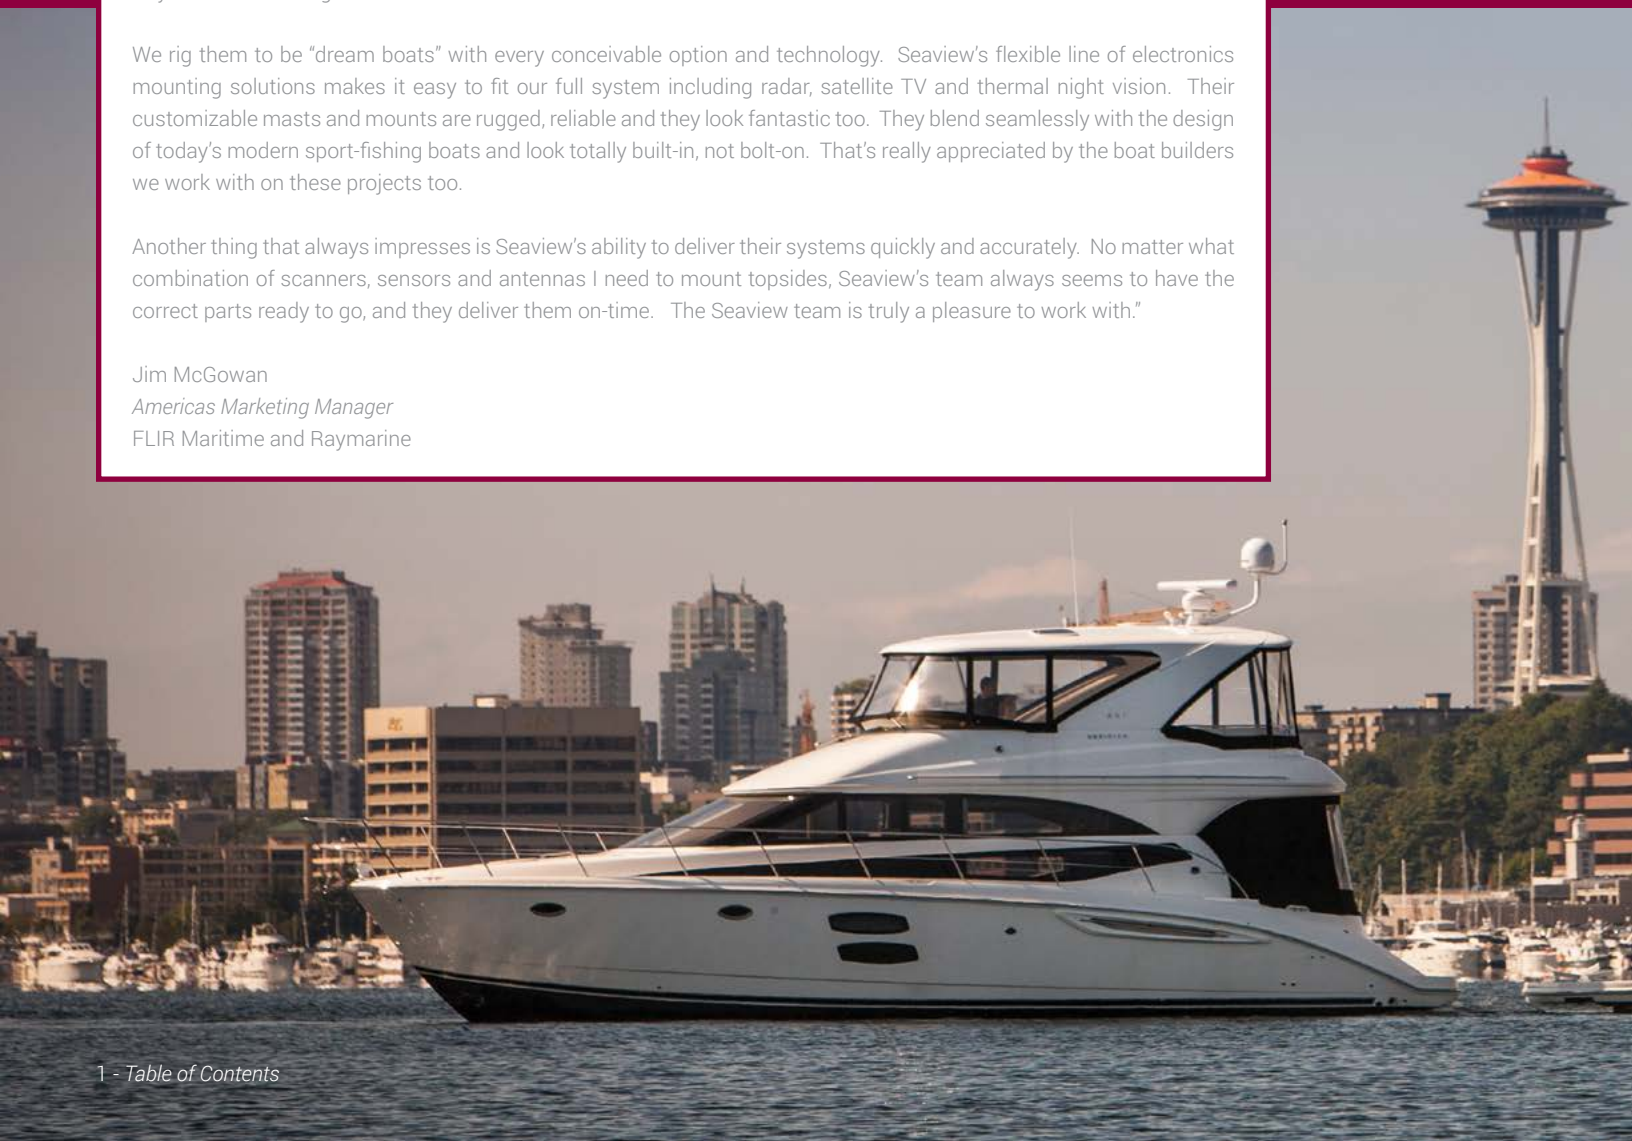 We rig them to be “dream boats” with every conceivable option and technology.  Seaview’s flexible line of electronics
mounting solutions makes it easy to fit our full system including radar, satellite TV and thermal night vision.  Their
customizable masts and mounts are rugged, reliable and they look fantastic too.  They blend seamlessly with the design
of today’s modern sport-fishing boats and look totally built-in, not bolt-on.  That’s really appreciated by the boat builders
we work with on these projects too.
Another thing that always impresses is Seaview’s ability to deliver their systems quickly and accurately.  No matter what
combination of scanners, sensors and antennas I need to mount topsides, Seaview’s team always seems to have the
correct parts ready to go, and they deliver them on-time.   The Seaview team is truly a pleasure to work with.”
Jim McGowan
Americas Marketing Manager
FLIR Maritime and Raymarine
1 - Table of Contents